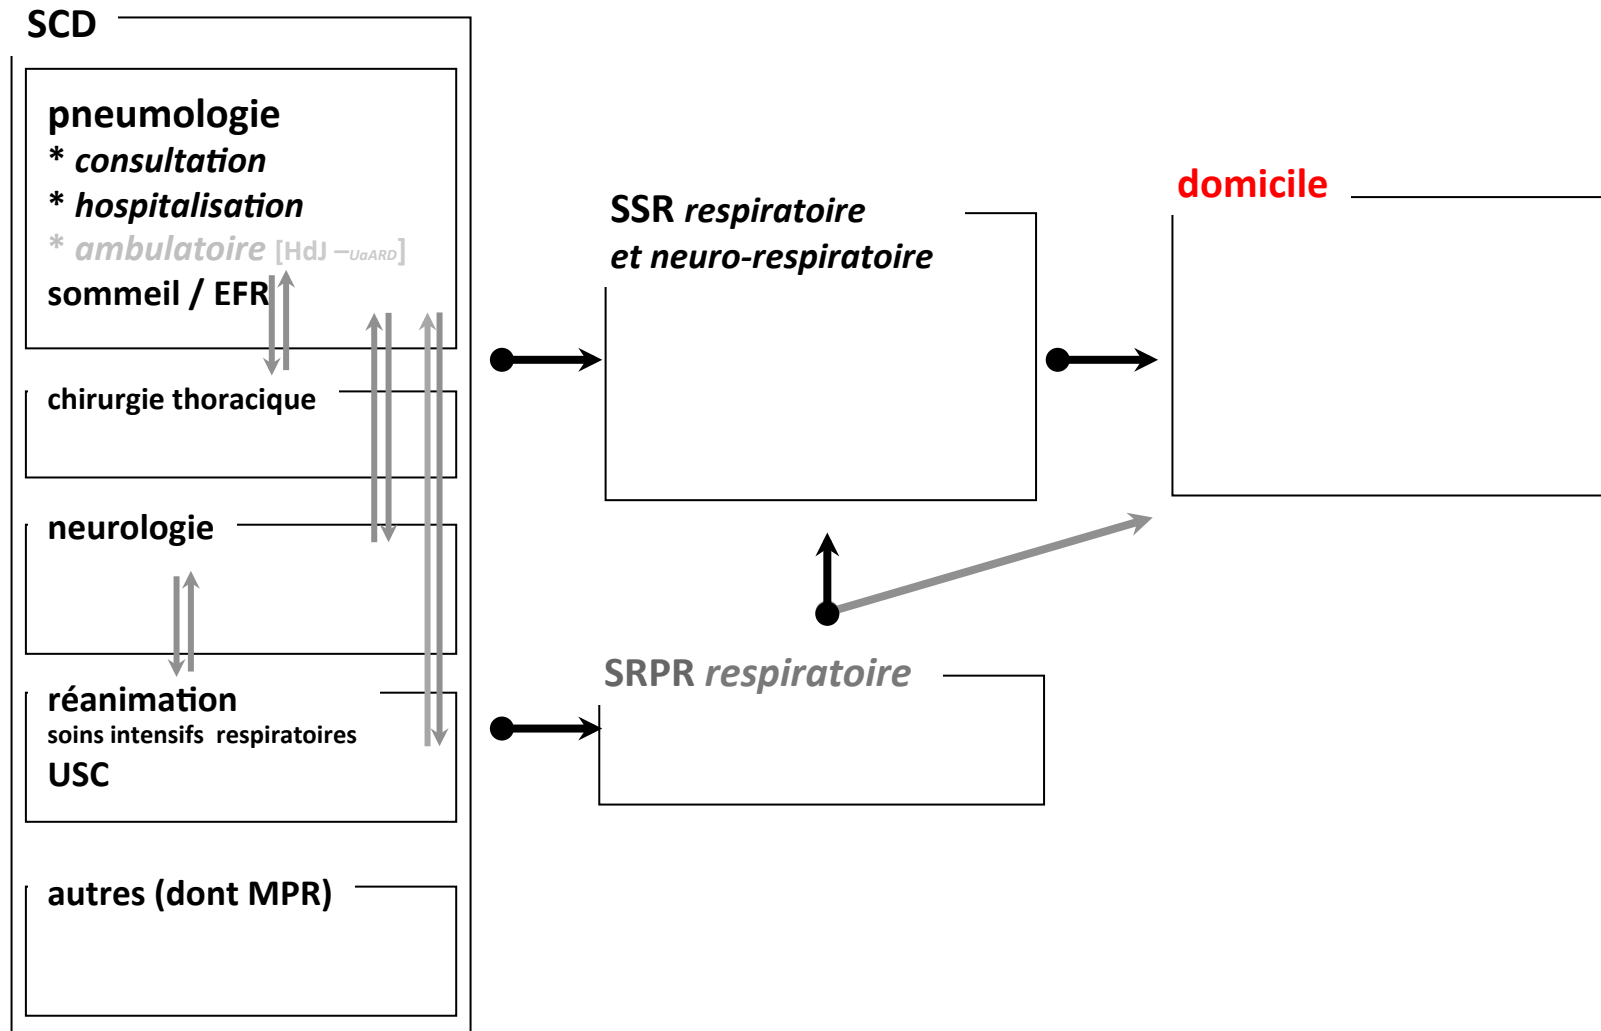 SCD
pneumologie
* consultation
* hospitalisation
* ambulatoire [HdJ –UaARD]
sommeil / EFR
chirurgie thoracique
neurologie
réanimation
soins intensifs respiratoires
USC
autres (dont MPR)
SSR respiratoire
et neuro-respiratoire
SRPR respiratoire
domicile